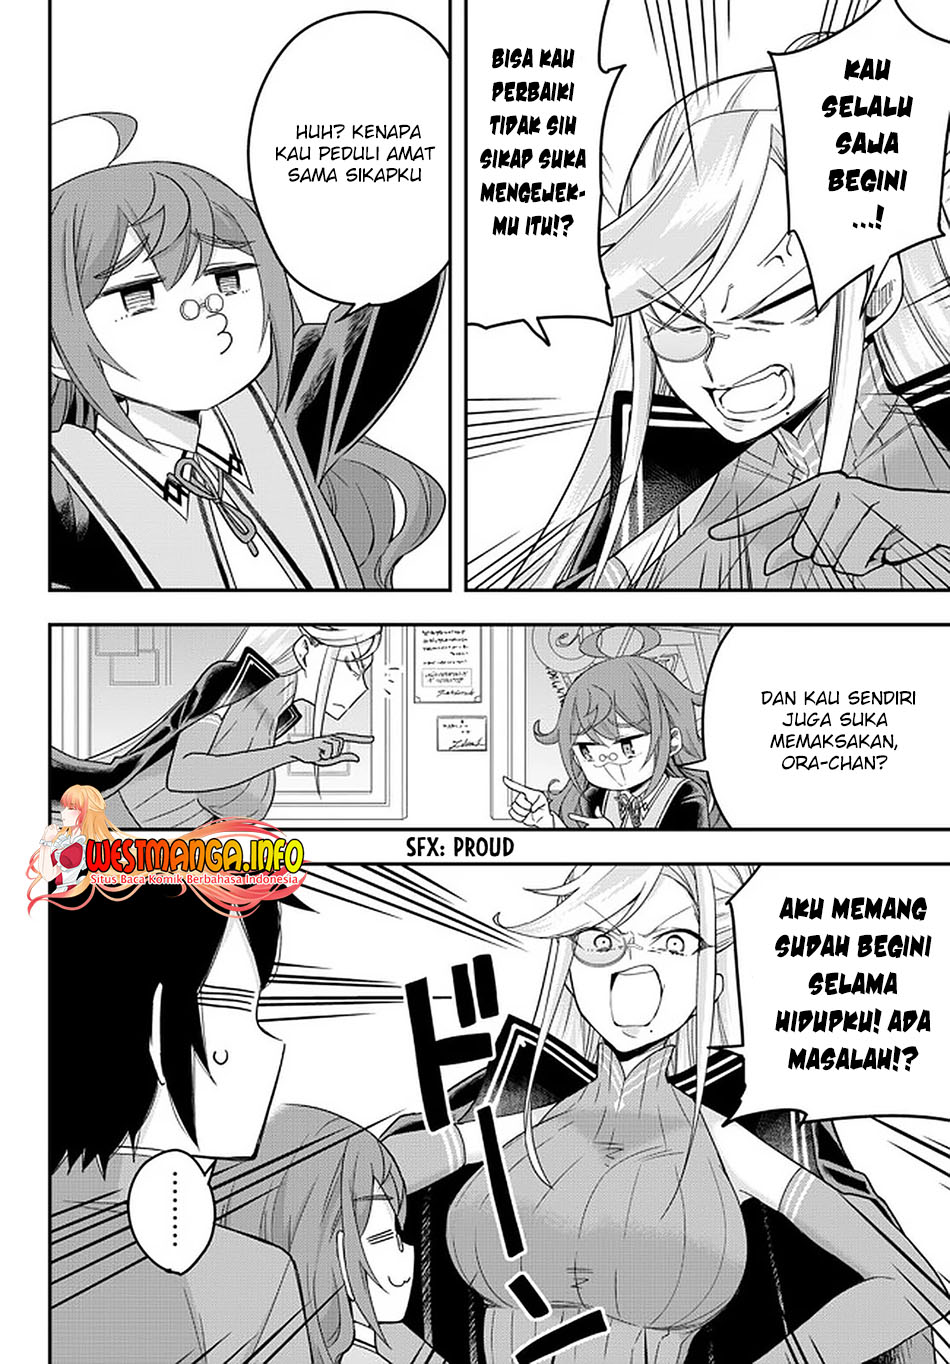 KAU
SELALU
SAJA
BEGINI
...!
BISA KAU
PERBAIKI
TIDAK SIH
SIKAP SUKA
MENGEJEK-
MU ITU!?
HUH? KENAPA
KAU PEDULI AMAT
SAMA SIKAPKU
DAN KAU SENDIRI
JUGA SUKA
MEMAKSAKAN,
ORA-CHAN?
WESTMANGA.INFO
Situs Baca Komik Berbahasa Indonesia
SFX: PROUD
AKU MEMANG
SUDAH BEGINI
SELAMA
HIDUPKU! ADA
MASALAH!?
ドーン
........